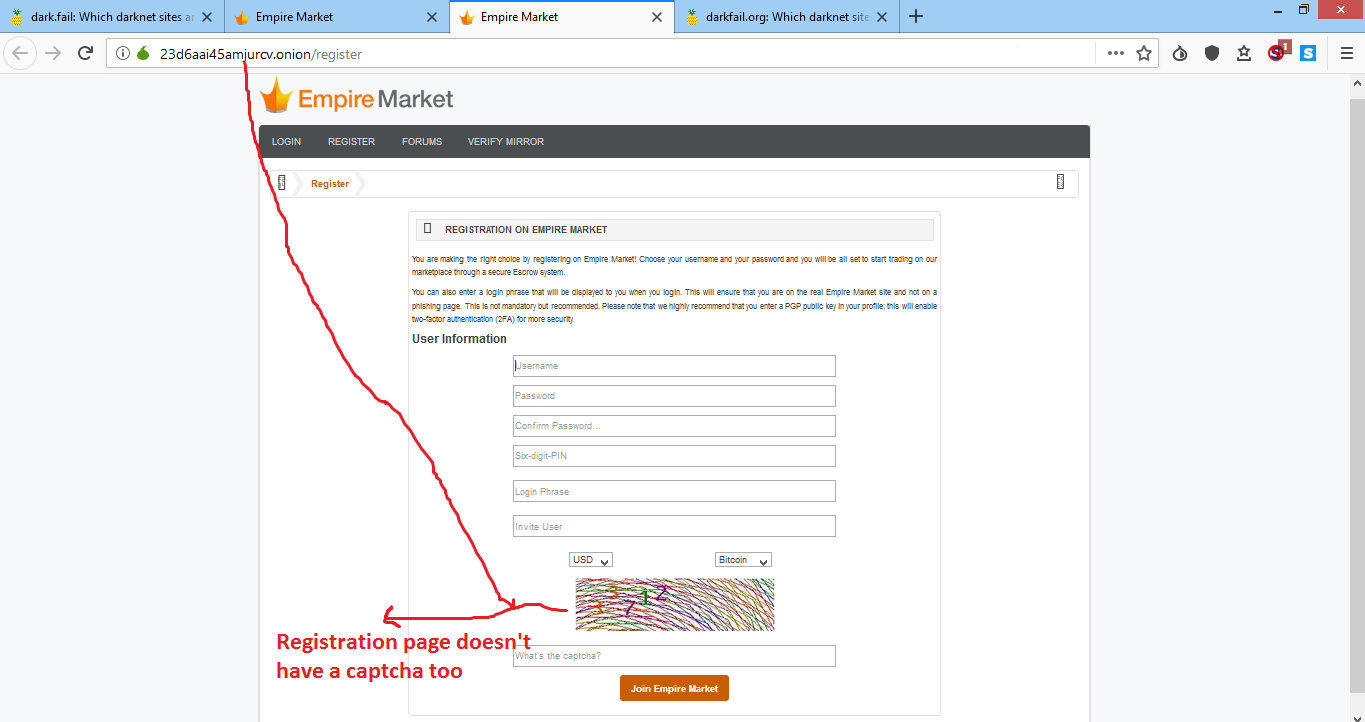 dark.fail: Which darknet sites ar
Empire Market
Empire Market
darkfail.org: Which darknet site
23d6aai45amjurcv.onion/register
1
S
S
Empire Market
LOGIN REGISTER FORUMS VERIFY MIRROR
Register
REGISTRATION ON EMPIRE MARKET
You are making the right choice by registering on Empire Market! Choose your username and your password and you will be all set to start trading on our
marketplace through a secure Escrow system.
You can also enter a login phrase that will be displayed to you when you login. This will ensure that you are on the real Empire Market site and not on a
phishing page. This is not mandatory but recommended. Please note that we highly recommend that you enter a PGP public key in your profile; this will enable
two-factor authentication (2FA) for more security.
User Information
Username
Password
Confirm Password...
Six-digit-PIN
Login Phrase
Invite User
USD Bitcoin
Registration page doesn't
have a captcha too
What's the captcha?
Join Empire Market